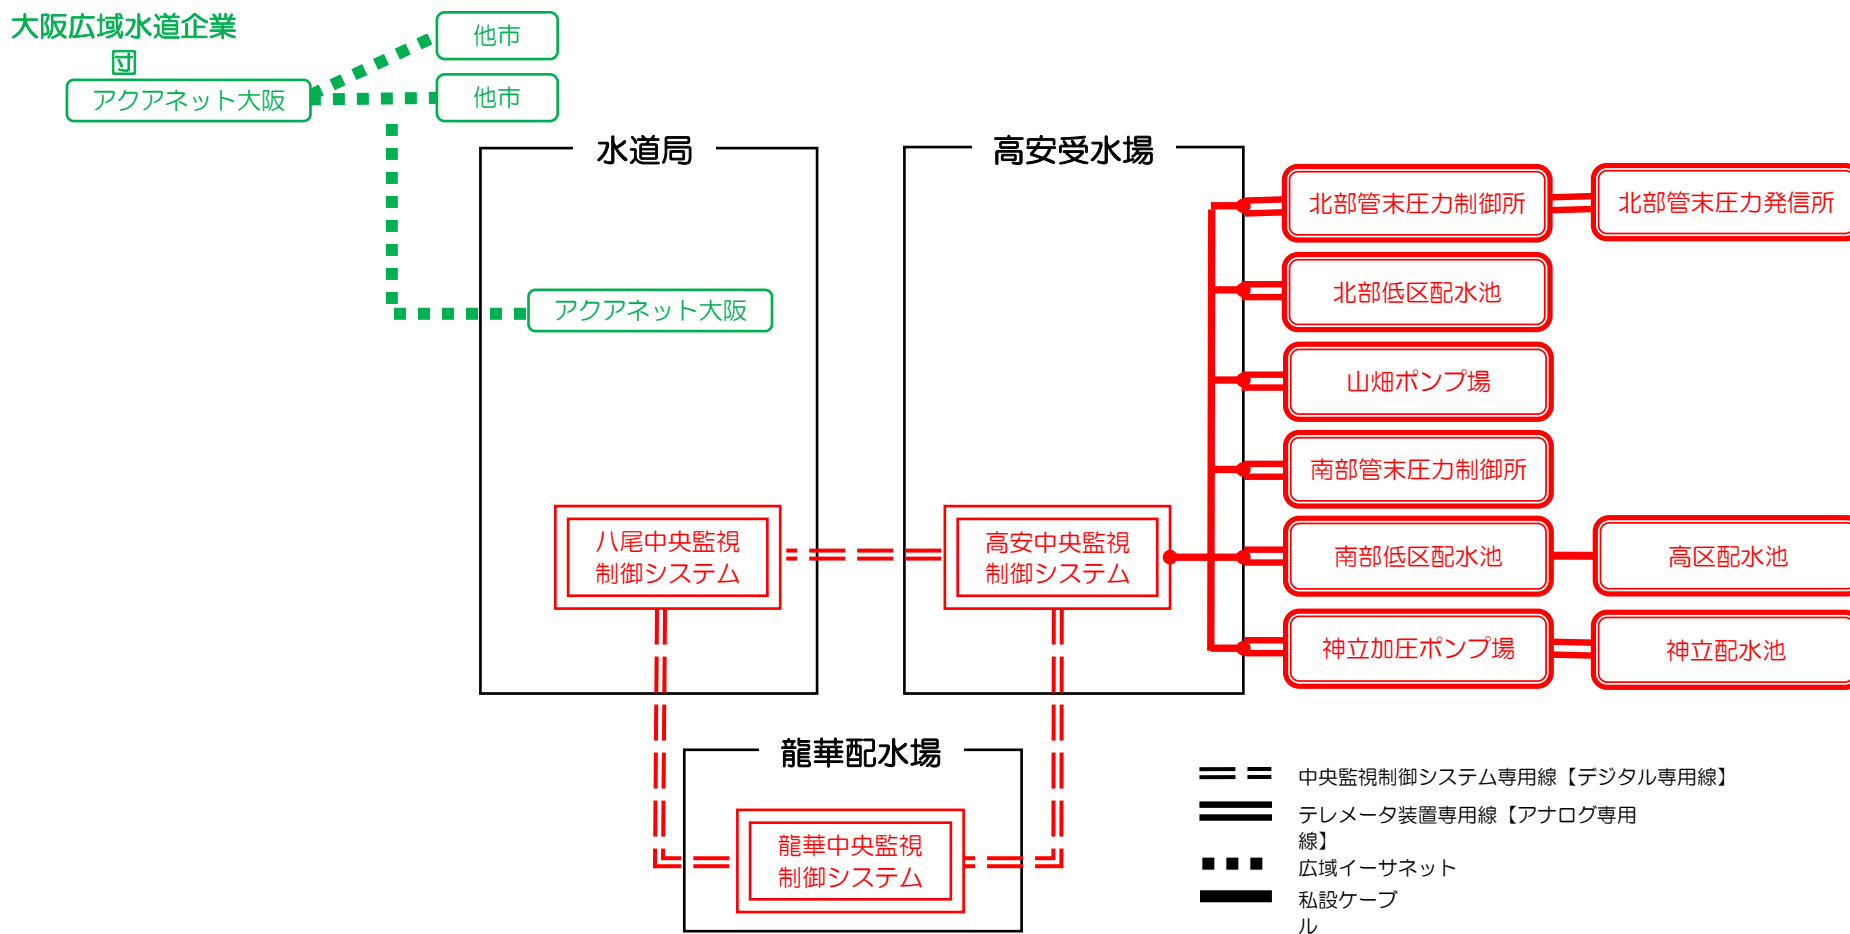 大阪広域水道企業
団
アクアネット大阪
他市
他市
水道局
高安受水場
アクアネット大阪
八尾中央監視
制御システム
高安中央監視
制御システム
北部管末圧力制御所
北部管末圧力発信所
北部低区配水池
山畑ポンプ場
南部管末圧力制御所
南部低区配水池
高区配水池
神立加圧ポンプ場
神立配水池
龍華配水場
龍華中央監視
制御システム
中央監視制御システム専用線【デジタル専用線】
テレメータ装置専用線【アナログ専用
線】
広域イーサネット
私設ケーブ
ル